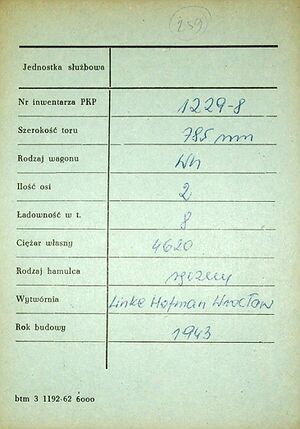 259
Jednostka służbowa
Nr inwentarza PKP 1229-8
Szerokość toru 785 mm
Rodzaj wagonu Wh
Ilość osi 2
Ładowność w t. 8
Ciężar własny 4620
Rodzaj hamulca ręczny
Wytwórnia Linke Hofman Wrocław
Rok budowy 1943
btm 3 1192-62 6000